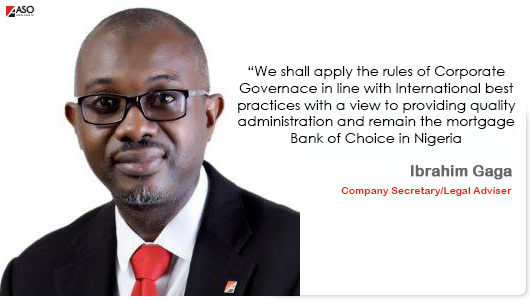 ASO
“We shall apply the rules of Corporate
Governace in line with International best
practices with a view to providing quality
administration and remain the mortgage
Bank of Choice in Nigeria
Ibrahim Gaga
Company Secretary/Legal Adviser